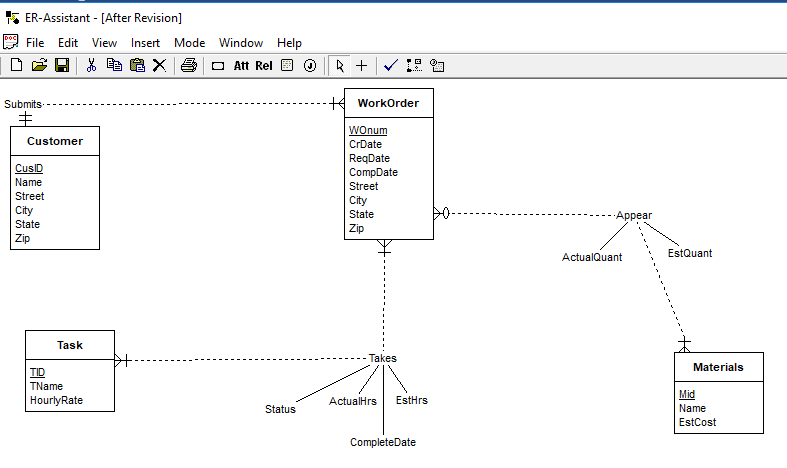 ER-Assistant - [After Revision]
File Edit View Insert Mode Window Help
Att Rel
Submits
Customer
CusID
Name
Street
City
State
Zip
WorkOrder
WOnum
CrDate
ReqDate
CompDate
Street
City
State
Zip
Appear
ActualQuant
EstQuant
Task
TID
TName
HourlyRate
Takes
Status
ActualHrs
EstHrs
CompleteDate
Materials
Mid
Name
EstCost